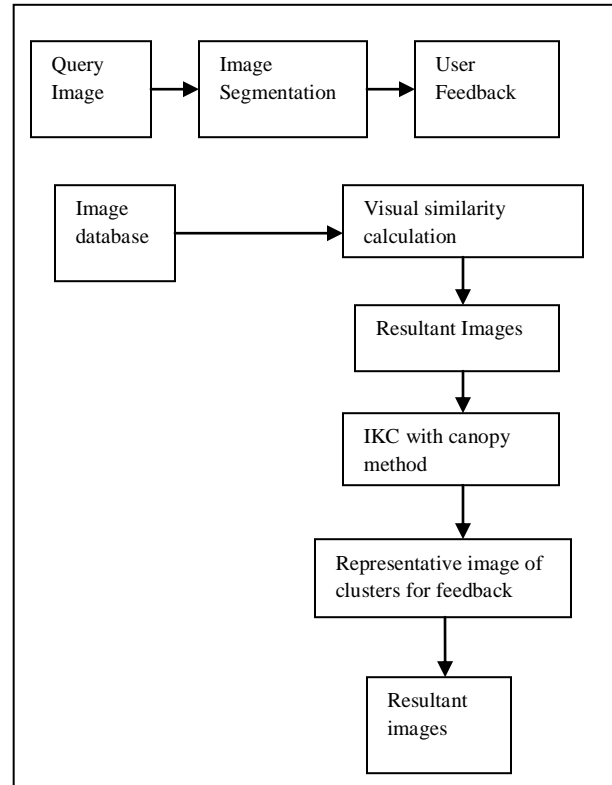 Query
Image
Image
Segmentation
User
Feedback
Image
database
Visual similarity
calculation
Resultant Images
IKC with canopy
method
Representative image of
clusters for feedback
Resultant
images